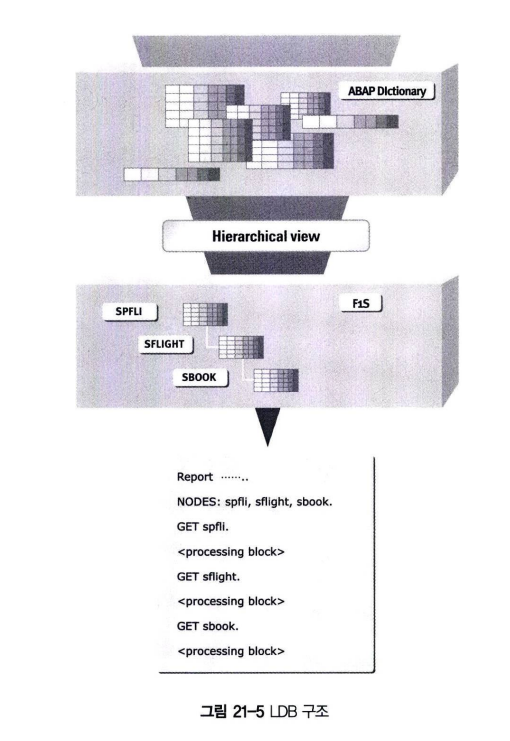 ABAP Dictionary
Hierarchical view
F1S
SPFLI
SFLIGHT
SBOOK
Report ········
NODES: spfli, sflight, sbook.
GET spfli.
<processing block>
GET sflight.
<processing block>
GET sbook.
<processing block>
그림 21-5 LDB 구조